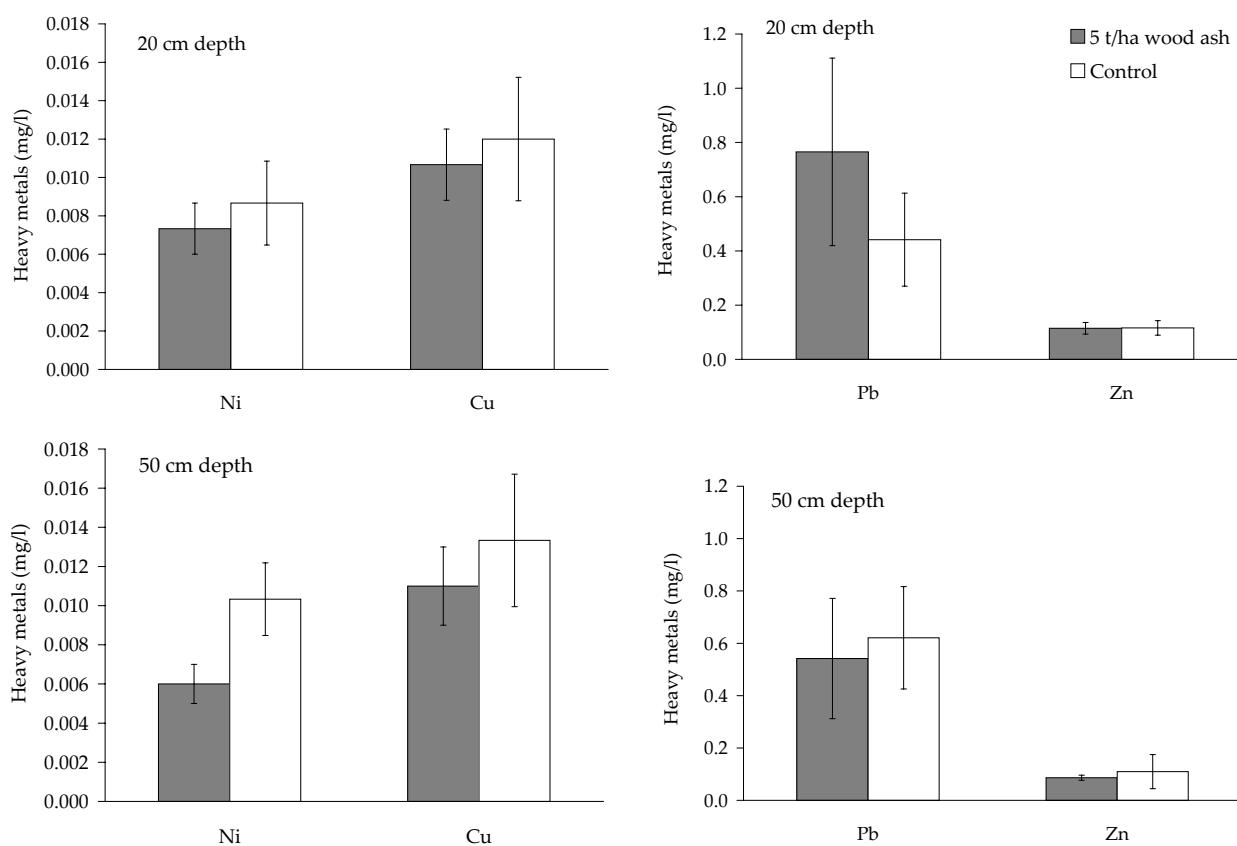 Heavy metals (mg/l)
0.018
0.016
0.014
0.012
0.010
0.008
0.006
0.004
0.002
0.000
20 cm depth
Ni
Cu
Heavy metals (mg/l)
1.2
1.0
0.8
0.6
0.4
0.2
0.0
20 cm depth
5 t/ha wood ash
Control
Pb
Zn
Heavy metals (mg/l)
0.018
0.016
0.014
0.012
0.010
0.008
0.006
0.004
0.002
0.000
50 cm depth
Ni
Cu
Heavy metals (mg/l)
1.2
1.0
0.8
0.6
0.4
0.2
0.0
50 cm depth
Pb
Zn